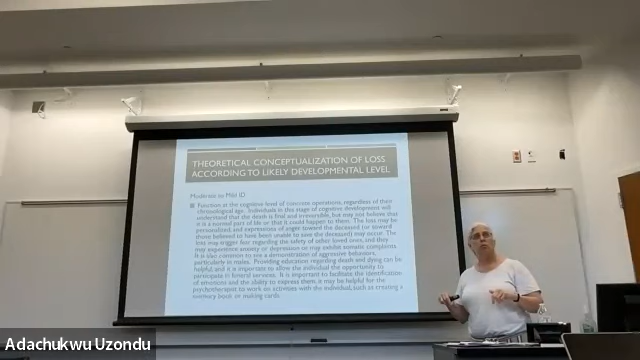 THEORETICAL CONCEPTUALIZATION OF LOSS
ACCORDING TO LIKELY DEVELOPMENTAL LEVEL
Moderate to Mild ID
Function at the cognitive level of concrete operations, regardless of their
chronological age. Individuals in this stage of cognitive development will
understand that the death is final and irreversible, but may not believe that
it is a normal part of life or that it could happen to them. The loss may be
personalized, and expressions of anger toward the deceased (or toward
those believed to have been unable to save the deceased) may occur. The
loss may trigger fear regarding the safety of other loved ones, and they
may experience anxiety or depression or may exhibit somatic complaints.
It is also common to see a demonstration of aggressive behaviors,
particularly in males. Providing education regarding death and dying can be
helpful, and it is important to allow the individual the opportunity to
participate in funeral services. It is important to facilitate the identification
of emotions and the ability to express them. It may be helpful for the
psychotherapist to work on activities with the individual, such as creating a
memory book or making cards.
Adachukwu Uzondu